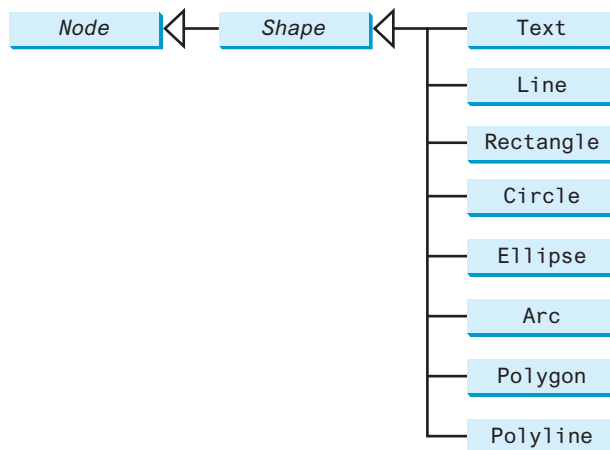 Node Shape Text
Line
Rectangle
Circle
Ellipse
Arc
Polygon
Polyline